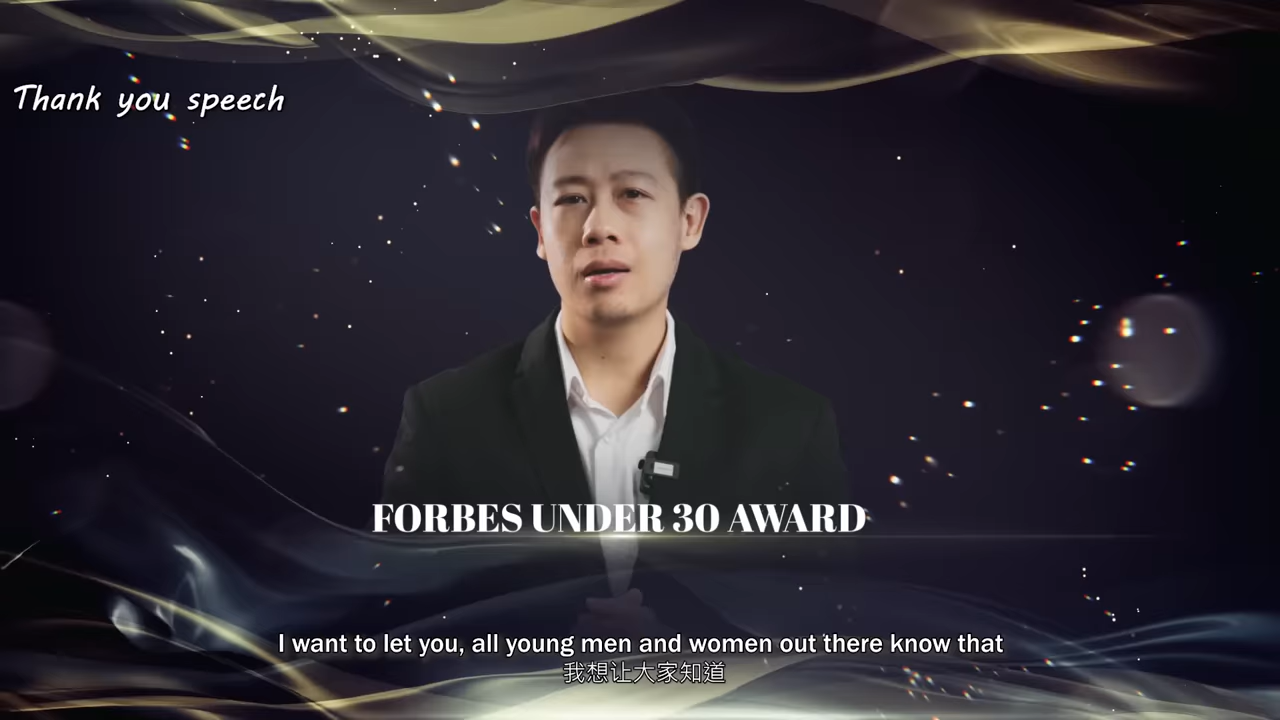 Thank you speech
FORBES UNDER 30 AWARD
I want to let you, all young men and women out there know that
我想让大家知道